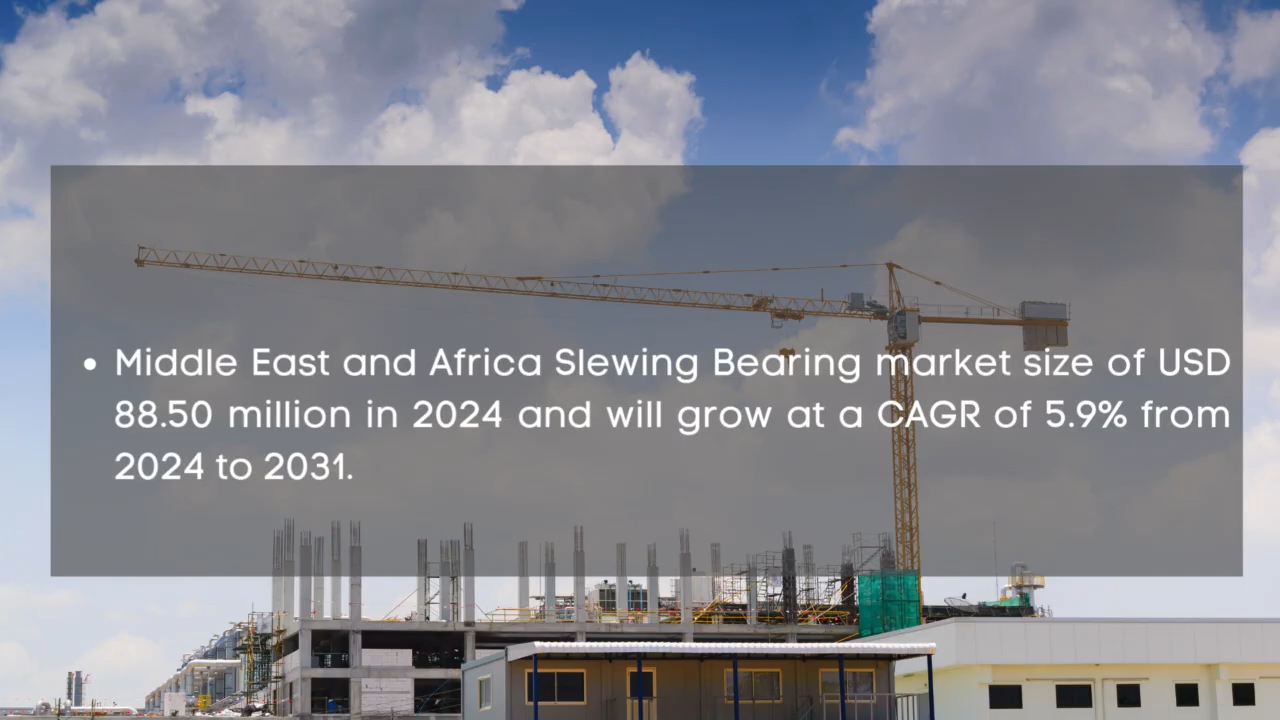 • Middle East and Africa Slewing Bearing market size of USD
88.50 million in 2024 and will grow at a CAGR of 5.9% from
2024 to 2031.